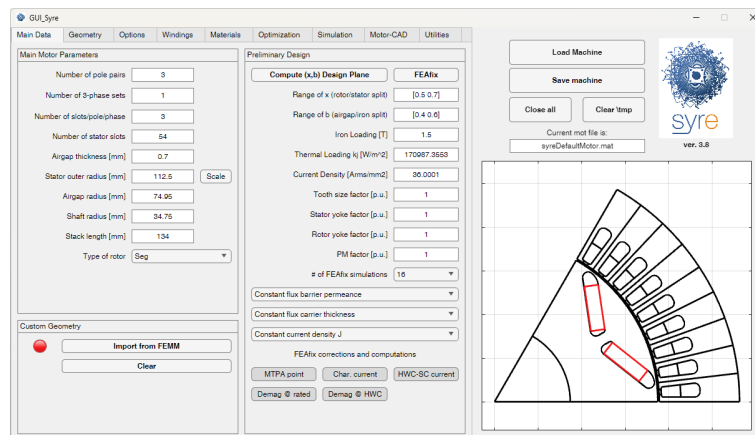 GUI_Syre
Main Data Geometry Options Windings Materials Optimization Simulation Motor-CAD Utilities
Main Motor Parameters
Number of pole pairs 3
Number of 3-phase sets 1
Number of slots/pole/phase 3
Number of stator slots 54
Airgap thickness [mm] 0.7
Stator outer radius [mm] 112.5 Scale
Airgap radius [mm] 74.95
Shaft radius [mm] 34.75
Stack length [mm] 134
Type of rotor Seg
Custom Geometry
Import from FEMM
Clear
Preliminary Design
Compute (x,b) Design Plane FEAfix
Range of x (rotor/stator split) [0.5 0.7]
Range of b (airgap/iron split) [0.4 0.6]
Iron Loading [T] 1.5
Thermal Loading kj [W/m^2] 170987.3553
Current Density [Arms/mm2] 36.0001
Tooth size factor [p.u.] 1
Stator yoke factor [p.u.] 1
Rotor yoke factor [p.u.] 1
PM factor [p.u.] 1
# of FEAfix simulations 16
Constant flux barrier permeance
Constant flux carrier thickness
Constant current density J
FEAfix corrections and computations
MTPA point Char. current HWC-SC current
Demag @ rated Demag @ HWC
Load Machine
Save machine
Close all Clear \tmp
Current mot file is:
syreDefaultMotor.mat
syre
ver. 3.8